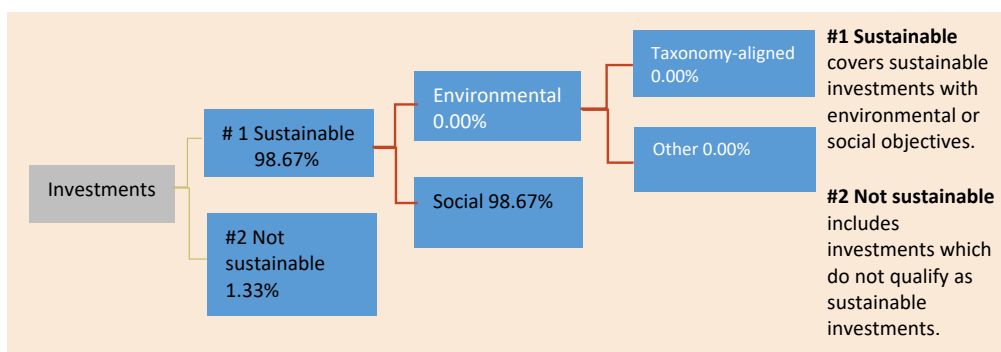 Investments
# 1 Sustainable
98.67%
#2 Not
sustainable
1.33%
Environmental
0.00%
Social 98.67%
Taxonomy-aligned
0.00%
Other 0.00%
#1 Sustainable
covers sustainable
investments with
environmental or
social objectives.
#2 Not sustainable
includes
investments which
do not qualify as
sustainable
investments.